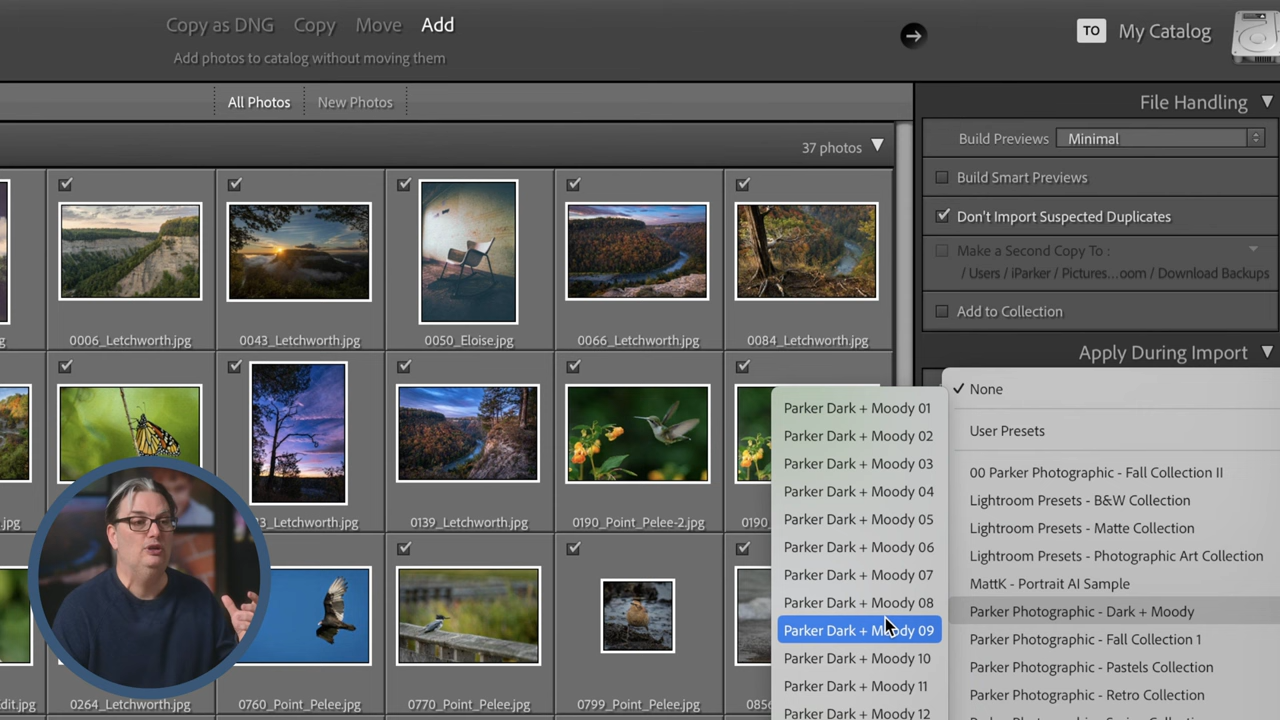 Copy as DNG Copy Move Add
Add photos to catalog without moving them
TO My Catalog
All Photos New Photos
37 photos
0006_Letchworth.jpg 0043_Letchworth.jpg 0050_Eloise.jpg 0066_Letchworth.jpg 0084_Letchworth.jpg
0139_Letchworth.jpg 0190_Point_Pelee-2.jpg
0264_Letchworth.jpg 0760_Point_Pelee.jpg 0770_Point_Pelee.jpg 0799_Point_Pelee.jpg
File Handling
Build Previews Minimal
Build Smart Previews
Don't Import Suspected Duplicates
Make a Second Copy To :
/ Users / iParker / Pictures...oom / Download Backups
Add to Collection
Apply During Import
None
User Presets
00 Parker Photographic - Fall Collection II
Lightroom Presets - B&W Collection
Lightroom Presets - Matte Collection
Lightroom Presets - Photographic Art Collection
MattK - Portrait AI Sample
Parker Photographic - Dark + Moody
Parker Photographic - Fall Collection 1
Parker Photographic - Pastels Collection
Parker Photographic - Retro Collection
Parker Dark + Moody 01
Parker Dark + Moody 02
Parker Dark + Moody 03
Parker Dark + Moody 04
Parker Dark + Moody 05
Parker Dark + Moody 06
Parker Dark + Moody 07
Parker Dark + Moody 08
Parker Dark + Moody 09
Parker Dark + Moody 10
Parker Dark + Moody 11
Parker Dark + Moody 12